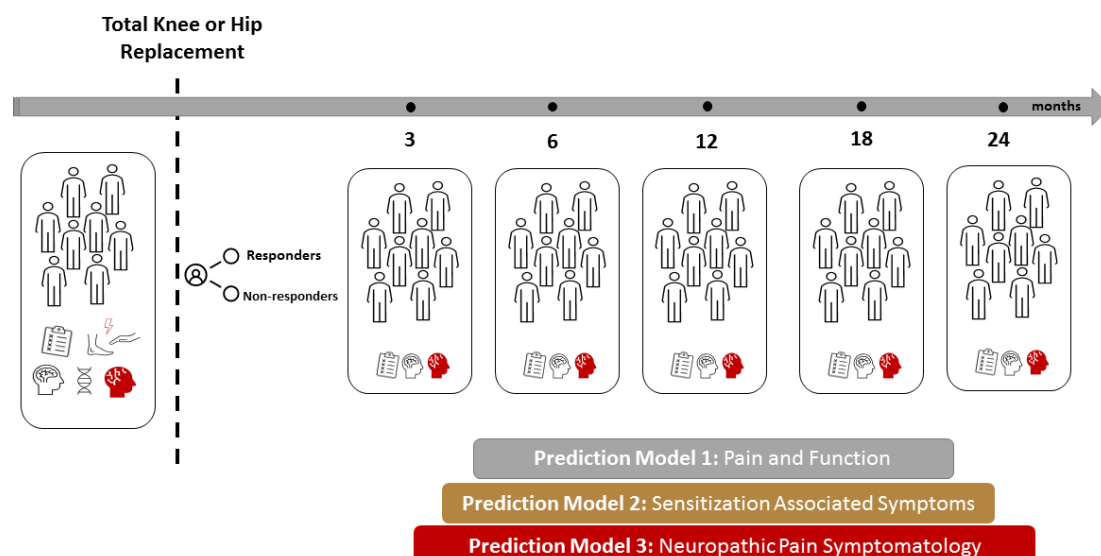 Total Knee or Hip
Replacement
months
3
6
12
18
24
Responders
Non-responders
Prediction Model 1: Pain and Function
Prediction Model 2: Sensitization Associated Symptoms
Prediction Model 3: Neuropathic Pain Symptomatology